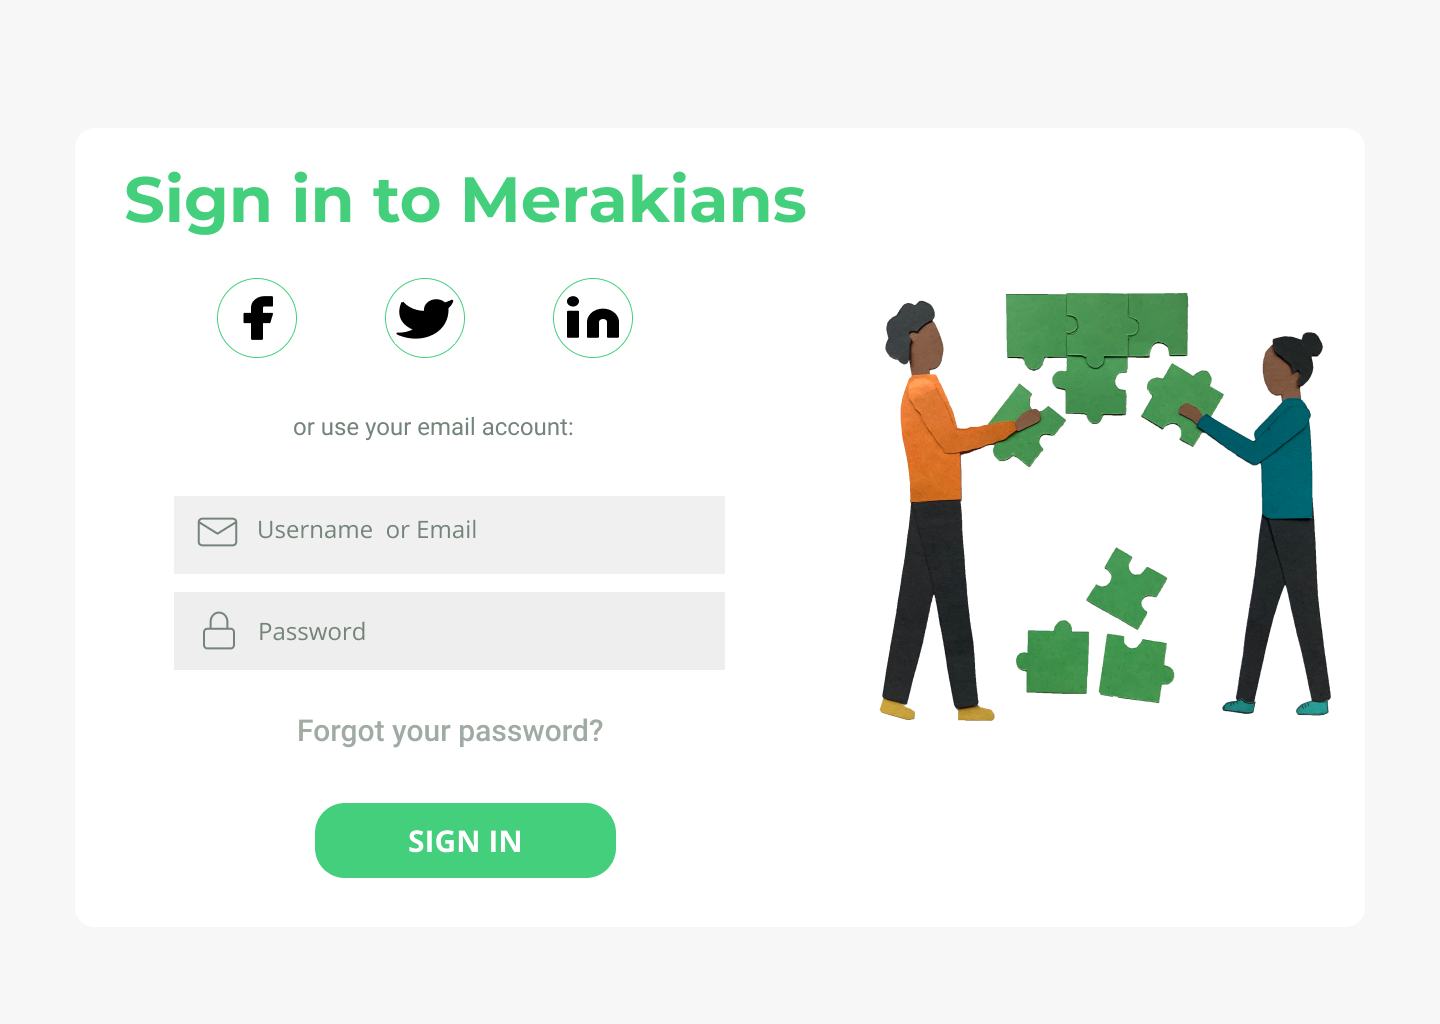 Sign in to Merakians
or use your email account:
Username or Email
Password
Forgot your password?
SIGN IN